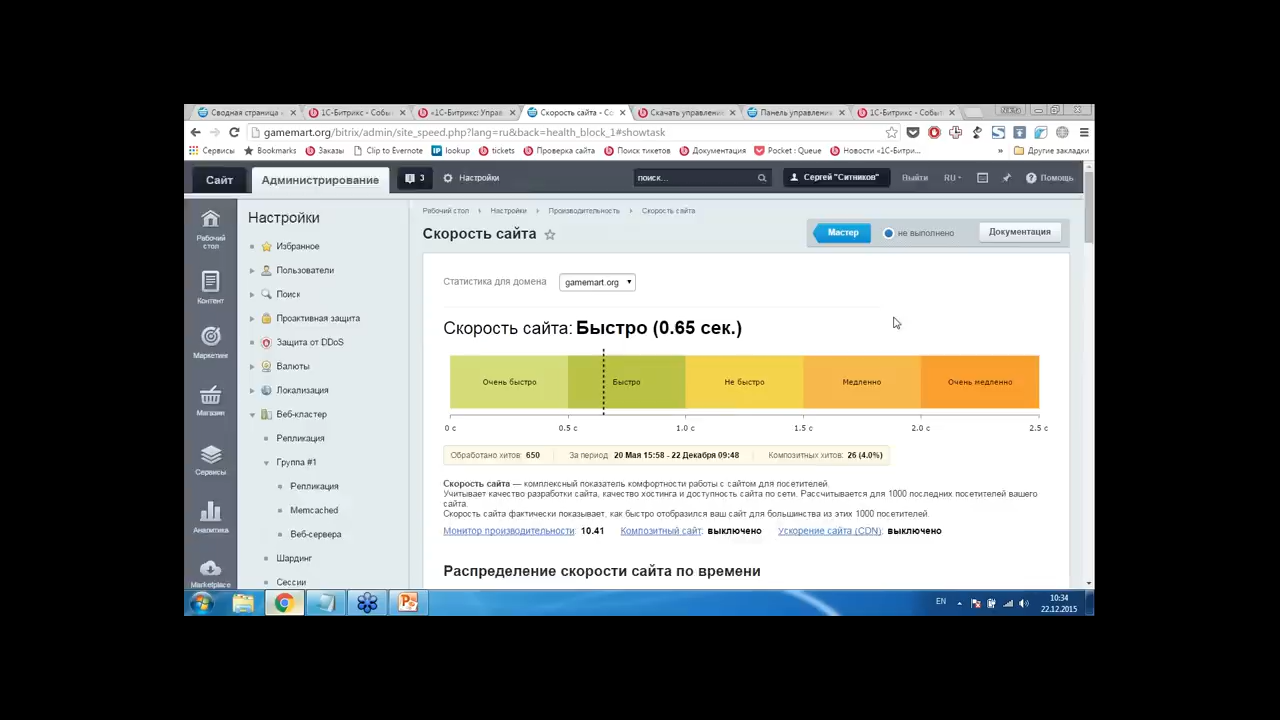 Сводная страница
1С-Битрикс - Собы
«1С-Битрикс: Управ
Скорость сайта - Со
Скачать управлени
Панель управлени
1С-Битрикс - Событ
gamemart.org/bitrix/admin/site_speed.php?lang=ru&back=health_block_1#showtask
Сервисы
Bookmarks
Заказы
Clip to Evernote
lookup
tickets
Проверка сайта
Поиск тикетов
Документация
Pocket : Queue
Новости «1С-Битри...
»
Другие закладки
Сайт
Администрирование
3
Настройки
поиск...
Сергей "Ситников"
Выйти
RU
Помощь
Рабочий стол
Контент
Маркетинг
Магазин
Сервисы
Аналитика
Marketplace
Настройки
Избранное
Пользователи
Поиск
Проактивная защита
Защита от DDoS
Валюты
Локализация
Веб-кластер
Репликация
Группа #1
Репликация
Memcached
Веб-сервера
Шардинг
Сессии
Рабочий стол
Настройки
Производительность
Скорость сайта
Скорость сайта
Мастер
не выполнено
Документация
Статистика для домена
gamemart.org
Скорость сайта: Быстро (0.65 сек.)
Очень быстро
Быстро
Не быстро
Медленно
Очень медленно
0 с
0.5 с
1.0 с
1.5 с
2.0 с
2.5 с
Обработано хитов: 650
За период 20 Мая 15:58 - 22 Декабря 09:48
Композитных хитов: 26 (4.0%)
Скорость сайта — комплексный показатель комфортности работы с сайтом для посетителей.
Учитывает качество разработки сайта, качество хостинга и доступность сайта по сети. Рассчитывается для 1000 последних посетителей вашего
сайта.
Скорость сайта фактически показывает, как быстро отобразился ваш сайт для большинства из этих 1000 посетителей.
Монитор производительности: 10.41
Композитный сайт: выключено
Ускорение сайта (CDN): выключено
Распределение скорости сайта по времени
EN
10:34
22.12.2015